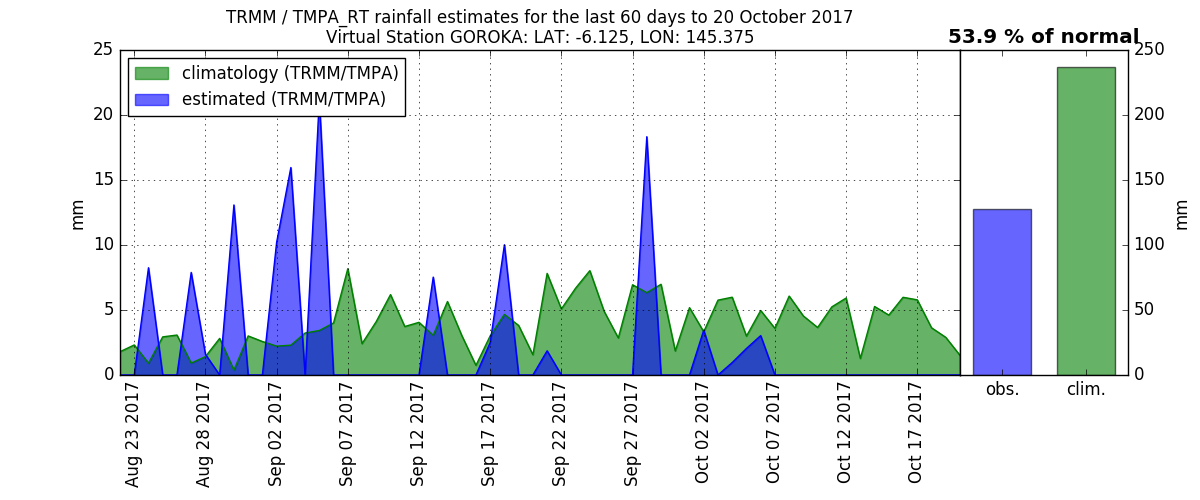 TRMM / TMPA_RT rainfall estimates for the last 60 days to 20 October 2017
Virtual Station GOROKA: LAT: -6.125, LON: 145.375
53.9 % of normal
climatology (TRMM/TMPA)
estimated (TRMM/TMPA)
mm
25
20
15
10
5
0
Aug 23 2017
Aug 28 2017
Sep 02 2017
Sep 07 2017
Sep 12 2017
Sep 17 2017
Sep 22 2017
Sep 27 2017
Oct 02 2017
Oct 07 2017
Oct 12 2017
Oct 17 2017
obs.
clim.
250
200
150
100
50
0
mm